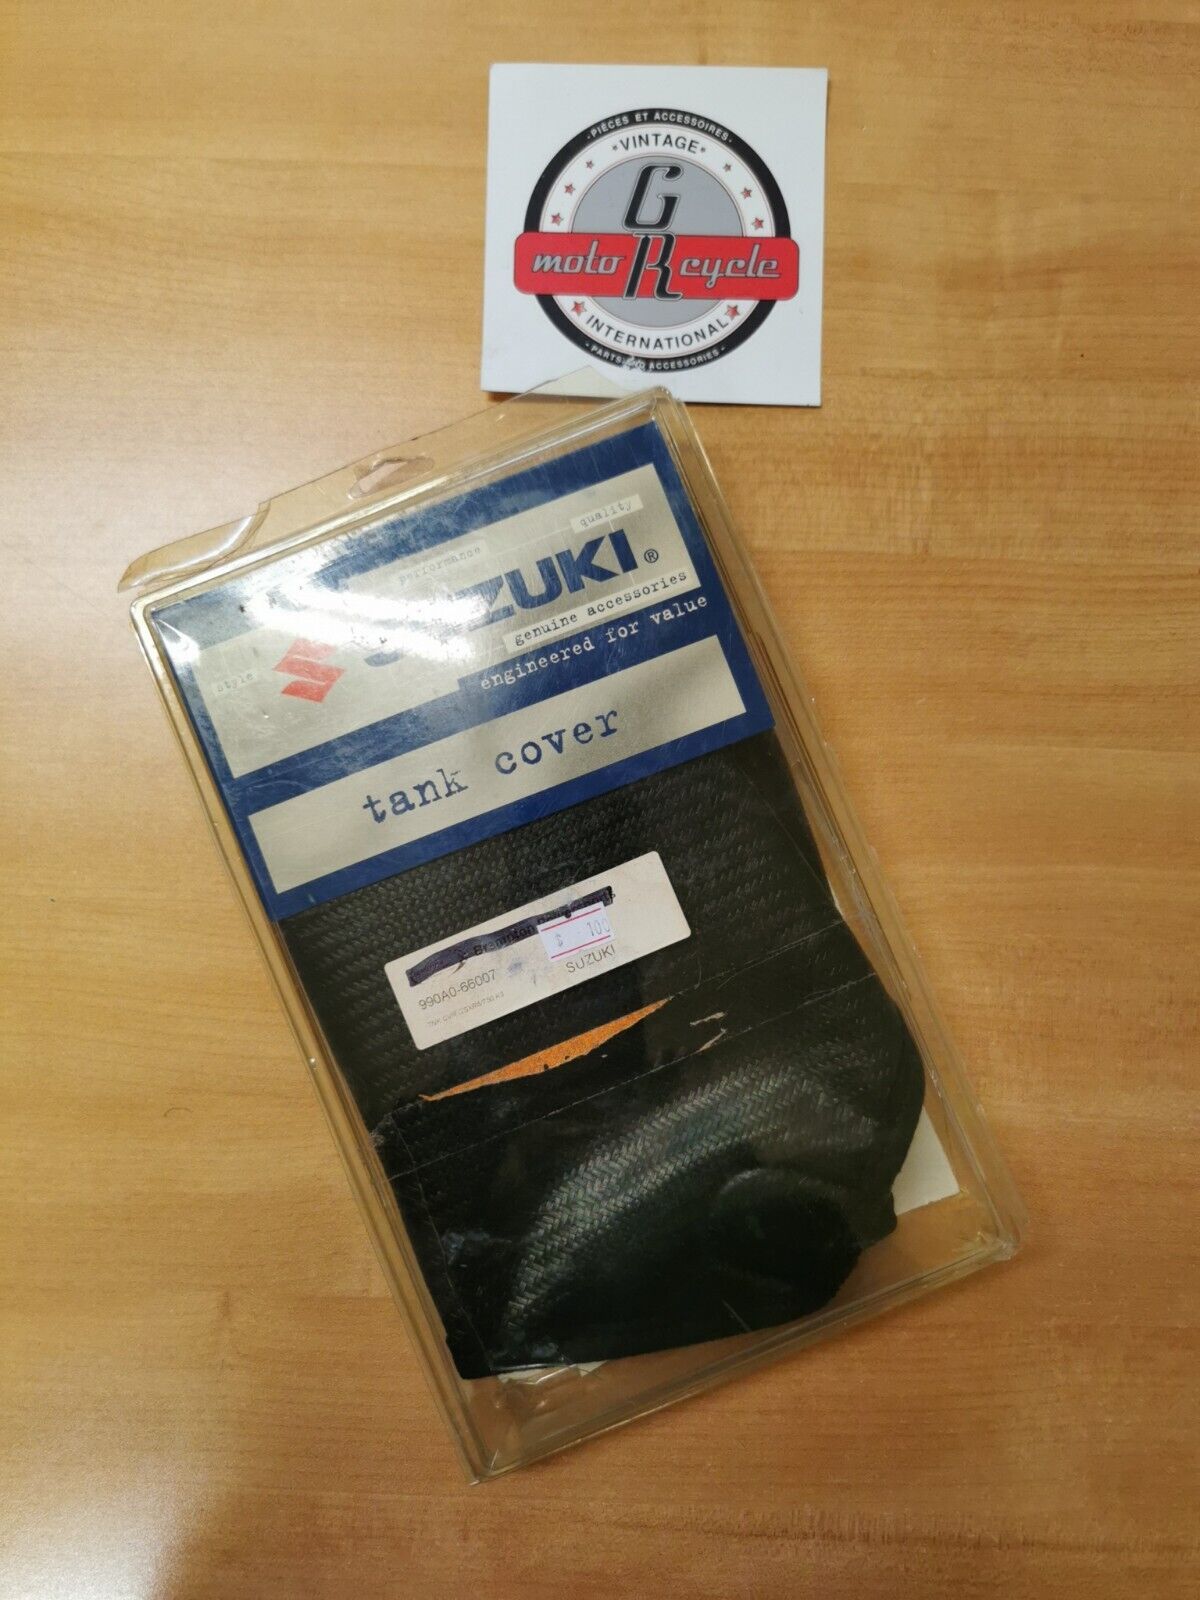 ·PIÈCES ET ACCESSOIRES·
VINTAGE
G
moto R cycle
INTERNATIONAL
ACCESSORIES·
quality
performance
style
SUZUKI®
genuine accessories
engineered for value
tank cover
100
990A0-66007
SUZUKI